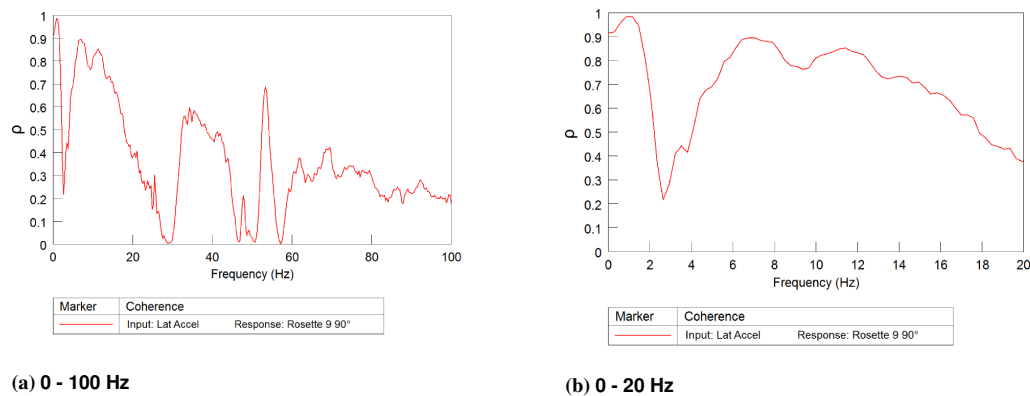 1
0.9
0.8
0.7
0.6
0.5
0.4
0.3
0.2
0.1
0
ρ
0 20 40 60 80 100
Frequency (Hz)
Marker Coherence
Input: Lat Accel Response: Rosette 9 90°
(a) 0 - 100 Hz
1
0.9
0.8
0.7
0.6
0.5
0.4
0.3
0.2
0.1
0
ρ
0 2 4 6 8 10 12 14 16 18 20
Frequency (Hz)
Marker Coherence
Input: Lat Accel Response: Rosette 9 90°
(b) 0 - 20 Hz